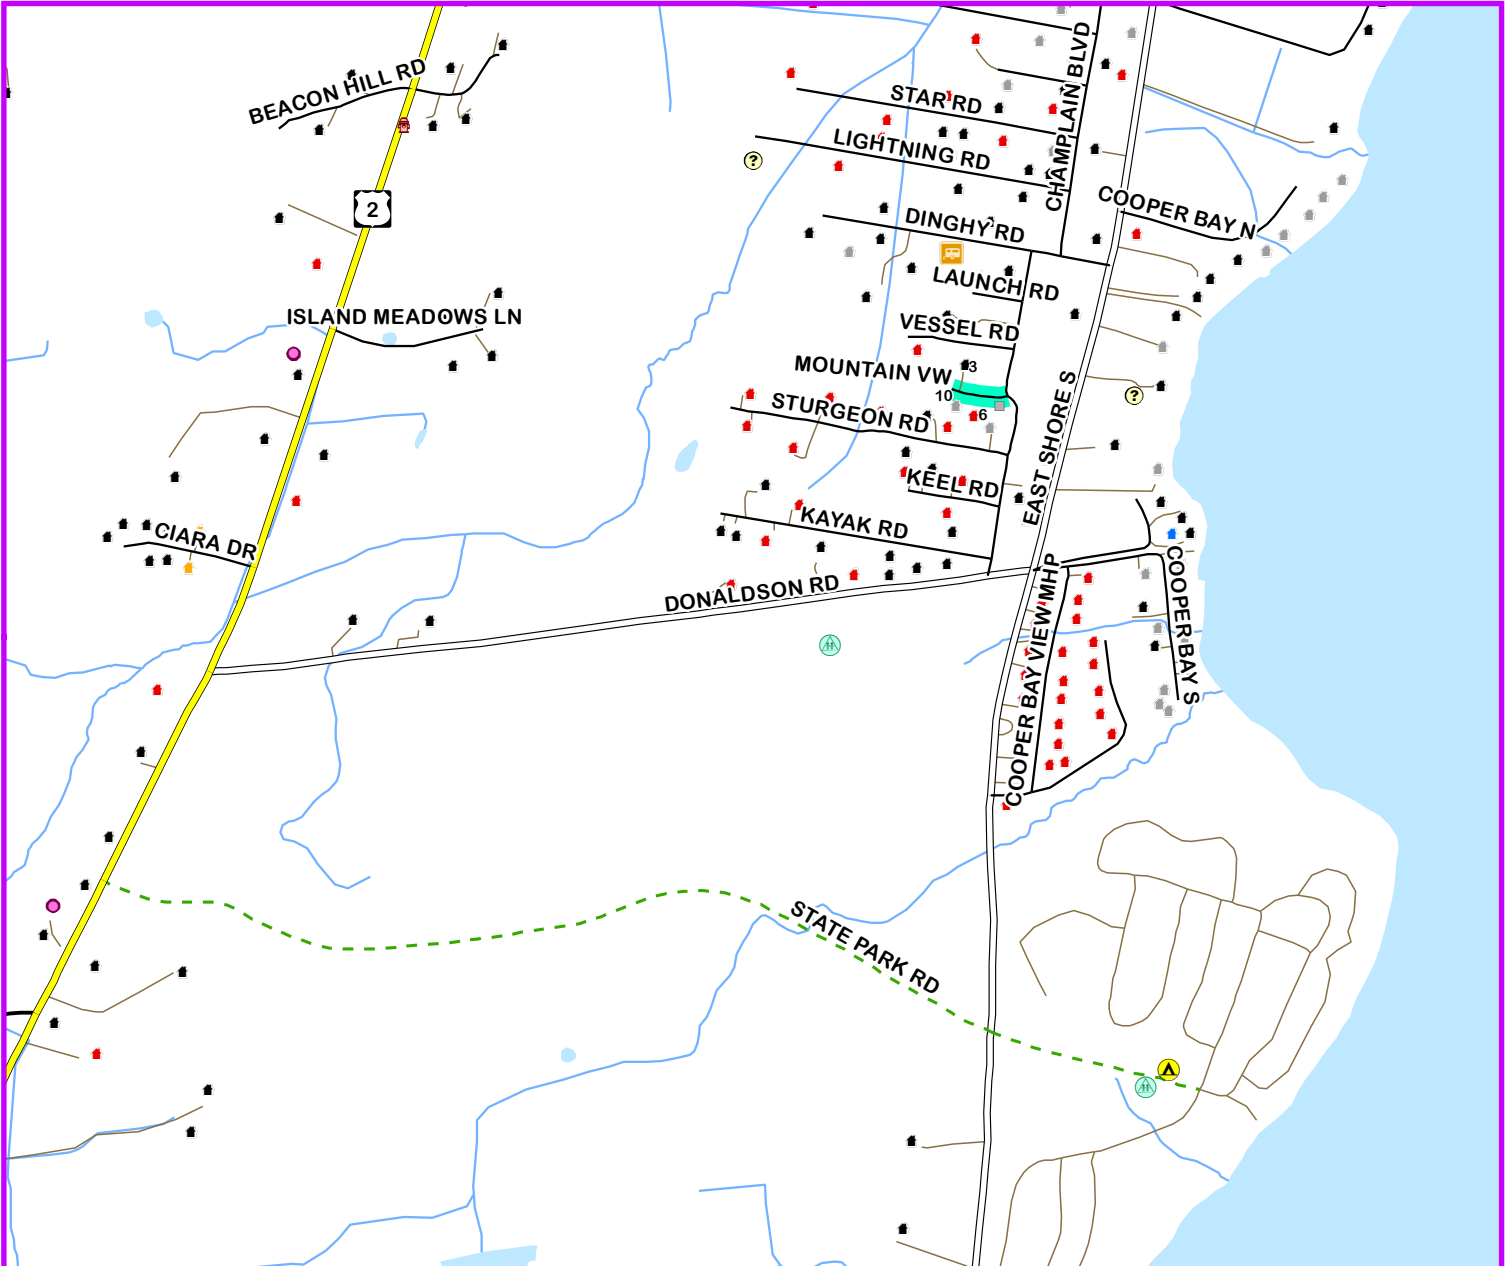 BEACON HILL RD
CHAMPLAIN BLVD
STAR RD
LIGHTNING RD
?
2
COOPER BAY N
DINGHY RD
LAUNCH RD
ISLAND MEADOWS LN
VESSEL RD
MOUNTAIN VW
3
10
6
?
STURGEON RD
EAST SHORE S
KEEL RD
KAYAK RD
CIARA DR
DONALDSON RD
COOPER BAY VIEW MHP
COOPER BAY S
STATE PARK RD